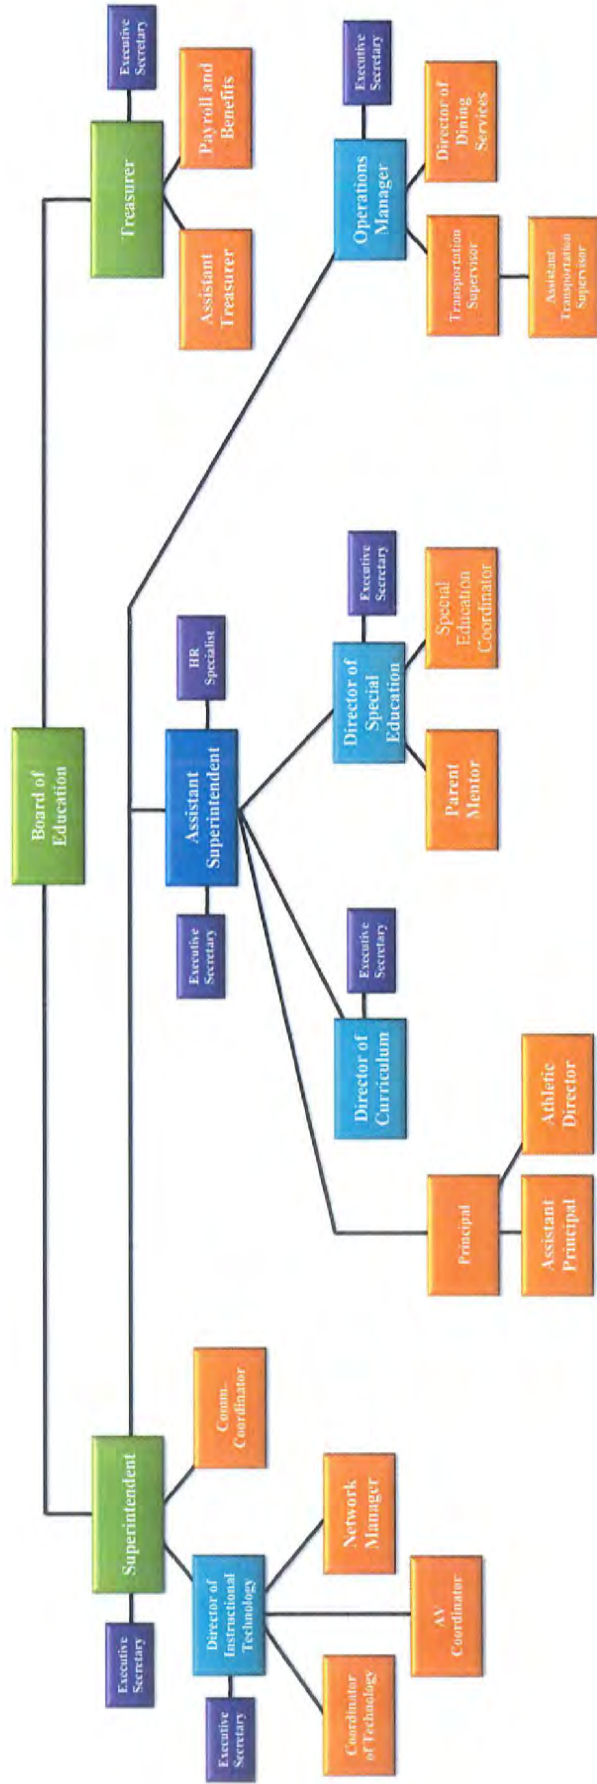 Board of
Education
Superintendent
Executive
Secretary
Treasurer
Executive
Secretary
Assistant
Treasurer
Payroll and
Benefits
Director of
Instructional
Technology
Executive
Secretary
Comm.
Coordinator
Coordinator
of Technology
AV
Coordinator
Network
Manager
Assistant
Superintendent
Executive
Secretary
HR
Specialist
Principal
Assistant
Principal
Athletic
Director
Director of
Curriculum
Executive
Secretary
Director of
Special
Education
Executive
Secretary
Parent
Mentor
Special
Education
Coordinator
Operations
Manager
Executive
Secretary
Transportation
Supervisor
Director of
Dining
Services
Assistant
Transportation
Supervisor